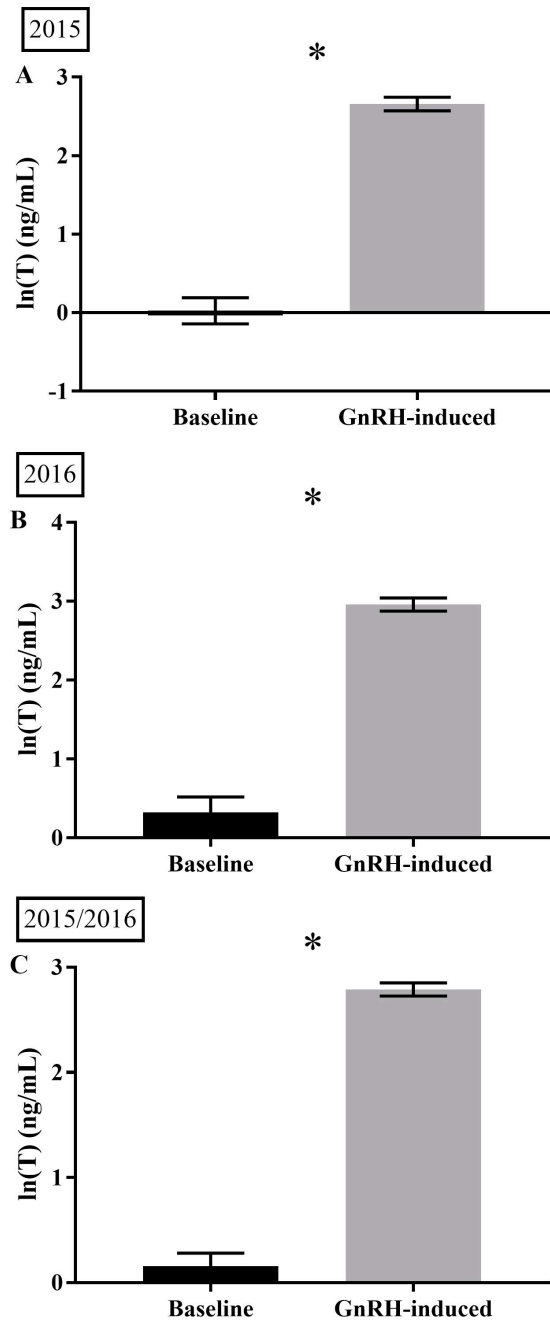 2015
A
*
3
2
1
0
-1
ln(T) (ng/mL)
Baseline GnRH-induced
2016
B
*
4
3
2
1
0
ln(T) (ng/mL)
Baseline GnRH-induced
2015/2016
C
*
3
2
1
0
ln(T) (ng/mL)
Baseline GnRH-induced